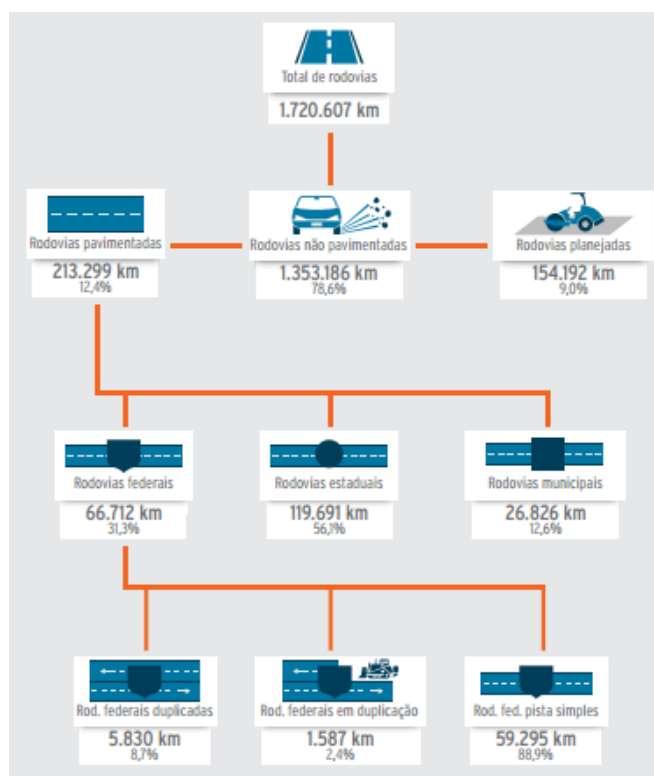 Total de rodovias
1.720.607 km
Rodovias pavimentadas
213.299 km
12,4%
Rodovias não pavimentadas
1.353.186 km
78,6%
Rodovias planejadas
154.192 km
9,0%
Rodovias federais
66.712 km
31,3%
Rodovias estaduais
119.691 km
56,1%
Rodovias municipais
26.826 km
12,6%
Rod. federais duplicadas
5.830 km
8,7%
Rod. federais em duplicação
1.587 km
2,4%
Rod. fed. pista simples
59.295 km
88,9%